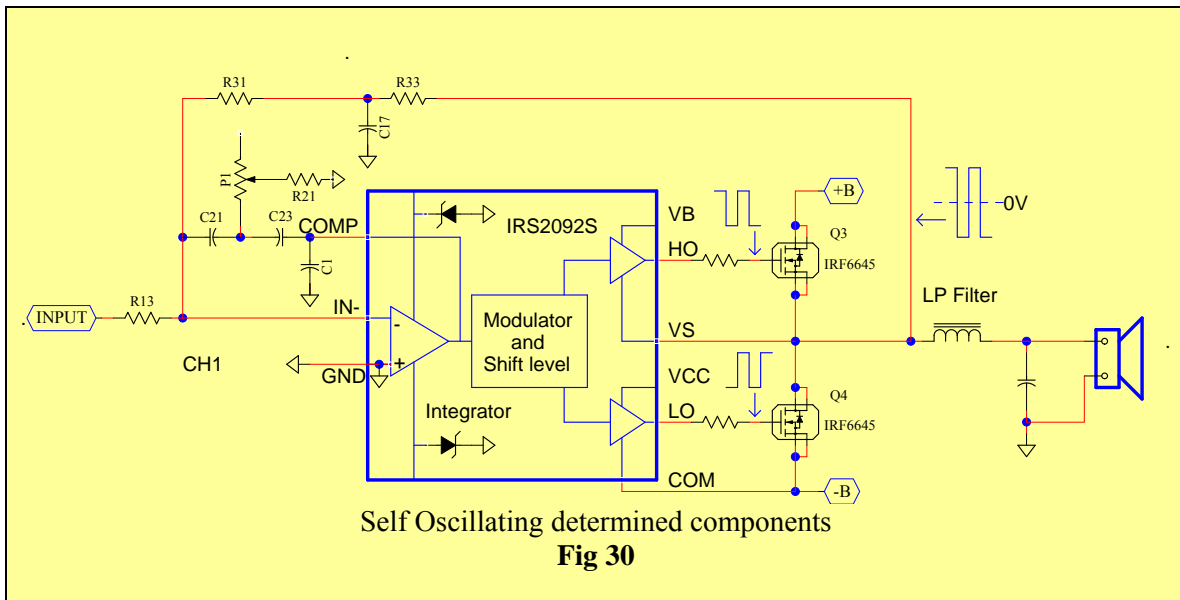 R31
R33
C17
P1
R21
C21
C23
COMP
C1
IRS2092S
VB
HO
+B
0V
Q3
IRF6645
LP Filter
INPUT
R13
IN-
-
+
GND
CH1
Modulator
and
Shift level
VS
VCC
LO
Q4
IRF6645
Integrator
COM
-B
Self Oscillating determined components
Fig 30